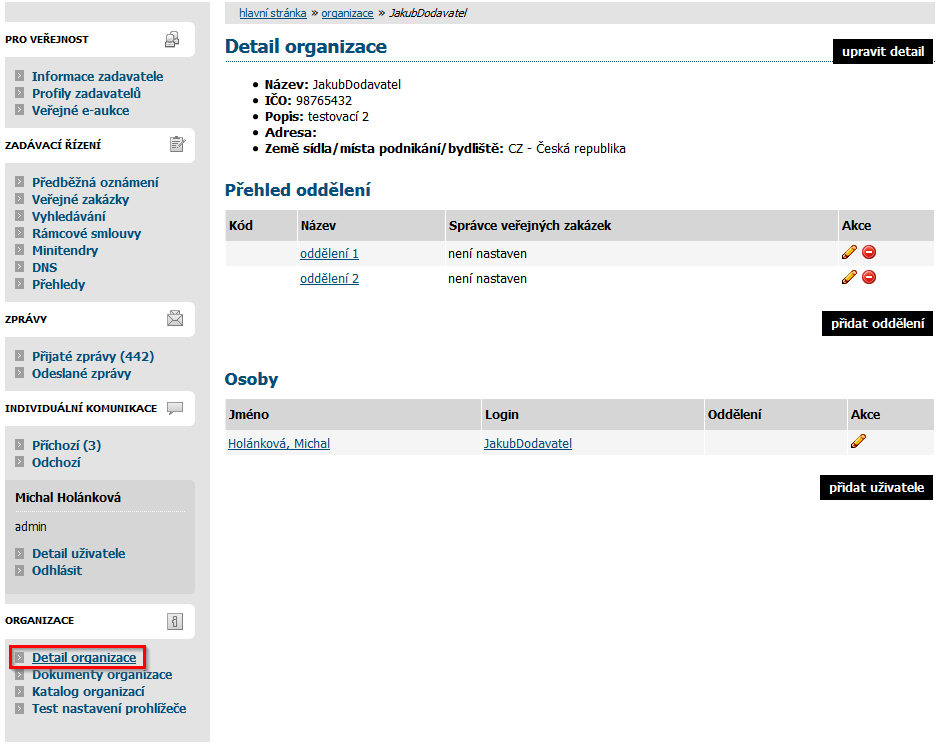 hlavní stránka » organizace » JakubDodavatel
PRO VEŘEJNOST
Informace zadavatele
Profily zadavatelů
Veřejné e-aukce
ZADÁVACÍ ŘÍZENÍ
Předběžná oznámení
Veřejné zakázky
Vyhledávání
Rámcové smlouvy
Minitendry
DNS
Přehledy
ZPRÁVY
Přijaté zprávy (442)
Odeslané zprávy
INDIVIDUÁLNÍ KOMUNIKACE
Příchozí (3)
Odchozí
Michal Holánková
admin
Detail uživatele
Odhlásit
ORGANIZACE
Detail organizace
Dokumenty organizace
Katalog organizací
Test nastavení prohlížeče
Detail organizace
upravit detail
Název: JakubDodavatel
IČO: 98765432
Popis: testovací 2
Adresa:
Země sídla/místa podnikání/bydliště: CZ - Česká republika
Přehled oddělení
Kód Název Správce veřejných zakázek Akce
oddělení 1 není nastaven
oddělení 2 není nastaven
přidat oddělení
Osoby
Jméno Login Oddělení Akce
Holánková, Michal JakubDodavatel
přidat uživatele